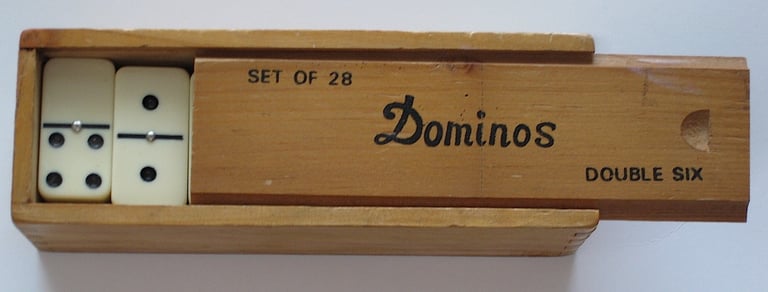 SET OF 28
Dominos
DOUBLE SIX